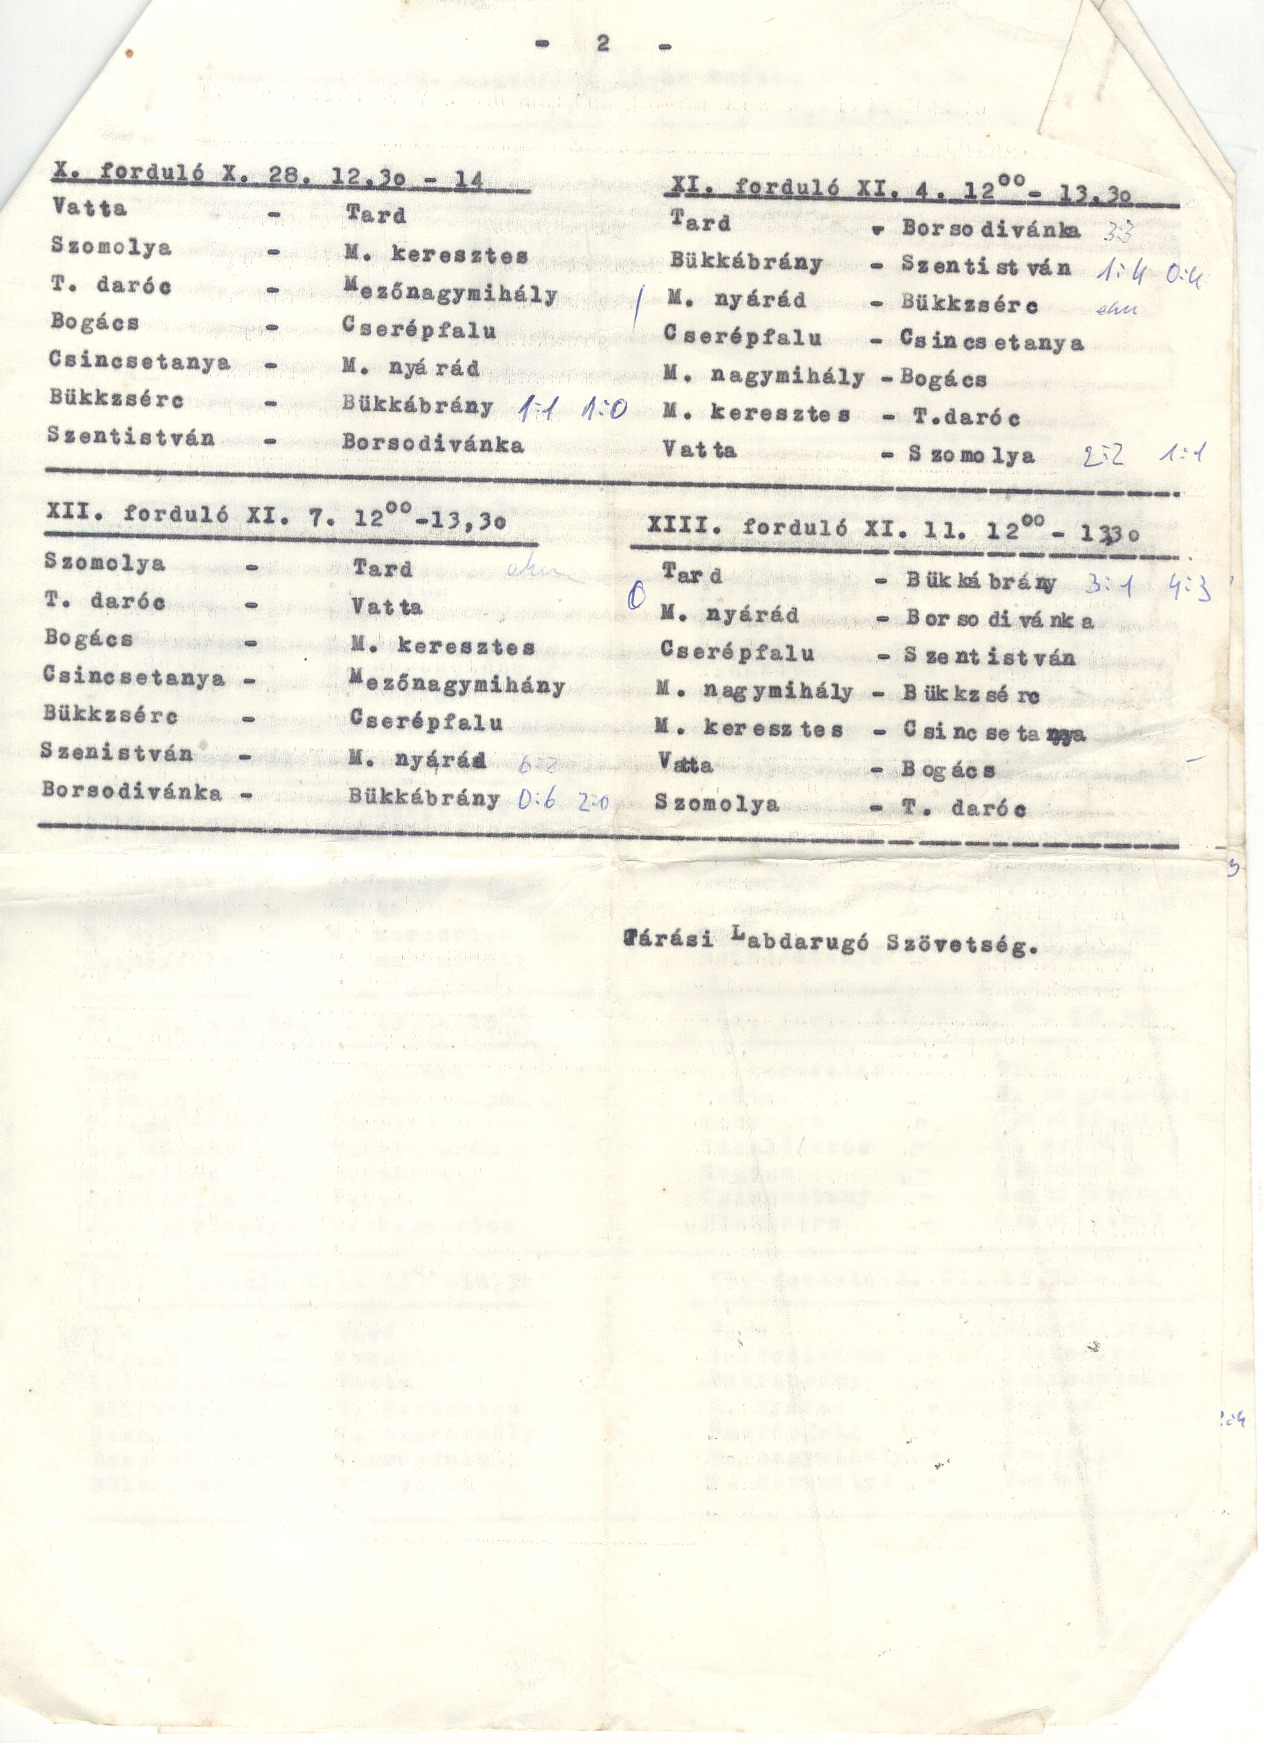 - 2 -
X. forduló X. 28. 12.3o - 14
Vatta - Tard
Szomolya - M. keresztes
T. daróc - Mezőnagymihály
Bogács - Cserépfalu
Csincsetanya - M. nyárád
Bükkzsérc - Bükkábrány 1:1 1:0
Szentistván - Borsodivánka
XI. forduló XI. 4. 12oo- 13,3o
Tard - Borsodivánka 3:3
Bükkábrány - Szentistván 1:4 0:4
M. nyárád - Bükkzsérc
Cserépfalu - Csincsetanya
M. nagymihály - Bogács
M. keresztes - T.daróc
Vatta - Szomolya 2:2 1:1
XII. forduló XI. 7. 12oo-13,3o
Szomolya - Tard
T. daróc - Vatta
Bogács - M. keresztes
Csincsetanya - Mezőnagymihány
Bükkzsérc - Cserépfalu
Szenistván - M. nyárád 6:2
Borsodivánka - Bükkábrány 0:6 2:0
XIII. forduló XI. 11. 12oo - 13,3o
Tard - Bükkábrány 3:1 4:3
M. nyárád - Borsodivánka
Cserépfalu - Szentistván
M. nagymihály - Bükkzsérc
M. keresztes - Csincsetanya
Vatta - Bogács
Szomolya - T. daróc
Járási Labdarugó Szövetség.